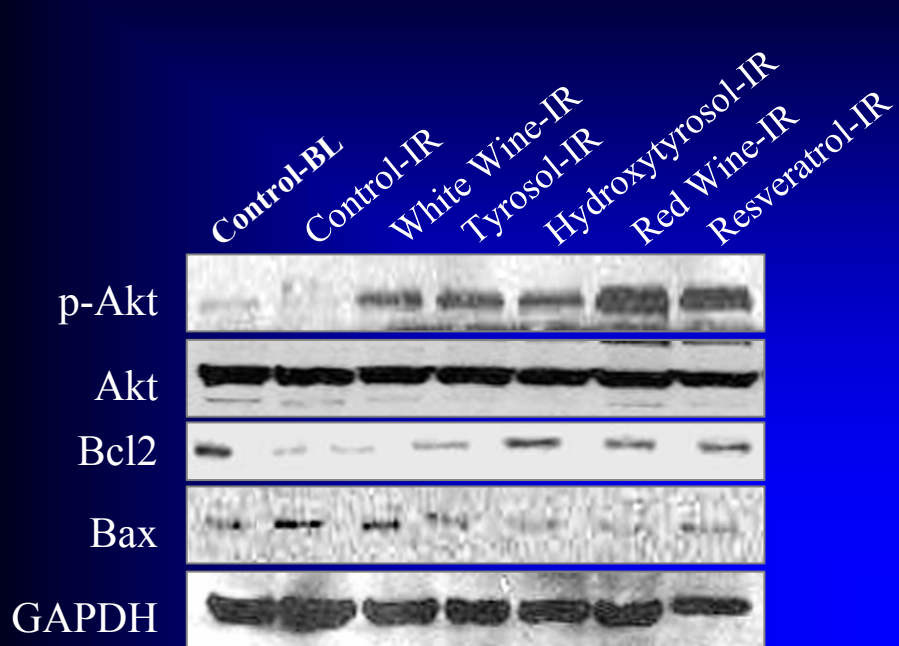 Control-BL
Control-IR
White Wine-IR
Tyrosol-IR
Hydroxytyrosol-IR
Red Wine-IR
Resveratrol-IR
p-Akt
Akt
Bcl2
Bax
GAPDH